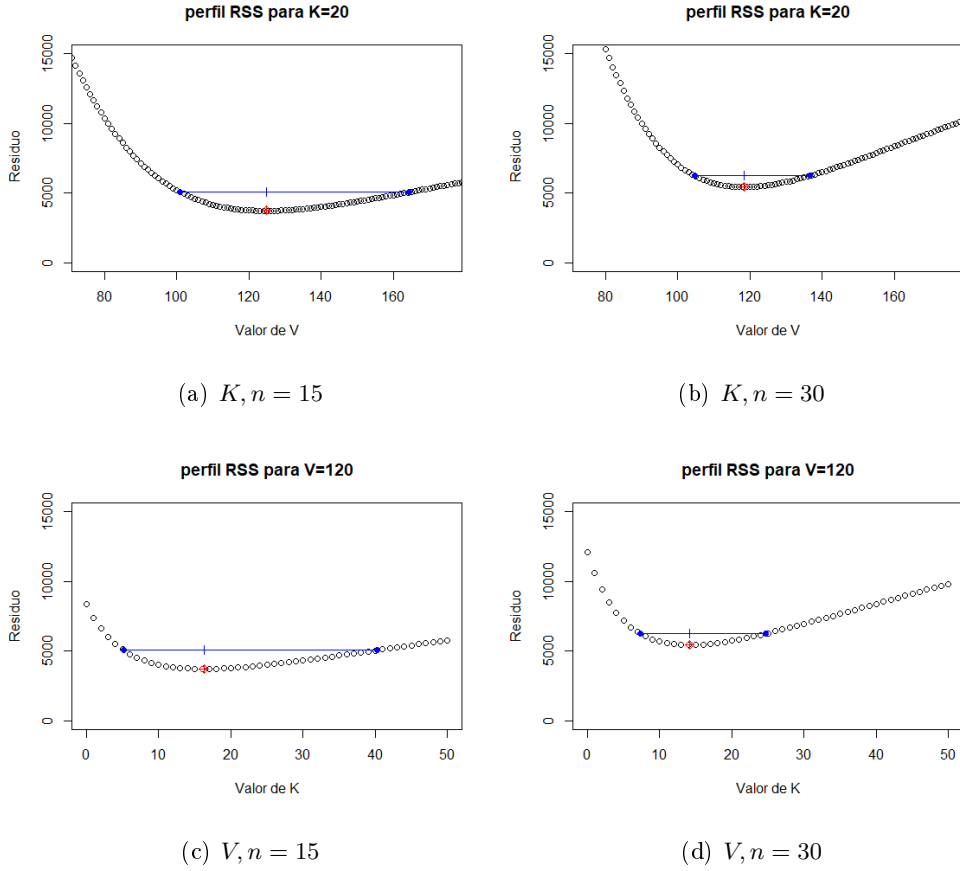 perfil RSS para K=20
Residuo
15000
10000
5000
0
80 100 120 140 160
Valor de V
(a) K, n = 15
perfil RSS para K=20
Residuo
15000
10000
5000
0
80 100 120 140 160
Valor de V
(b) K, n = 30
perfil RSS para V=120
Residuo
15000
10000
5000
0
0 10 20 30 40 50
Valor de K
(c) V, n = 15
perfil RSS para V=120
Residuo
15000
10000
5000
0
0 10 20 30 40 50
Valor de K
(d) V, n = 30